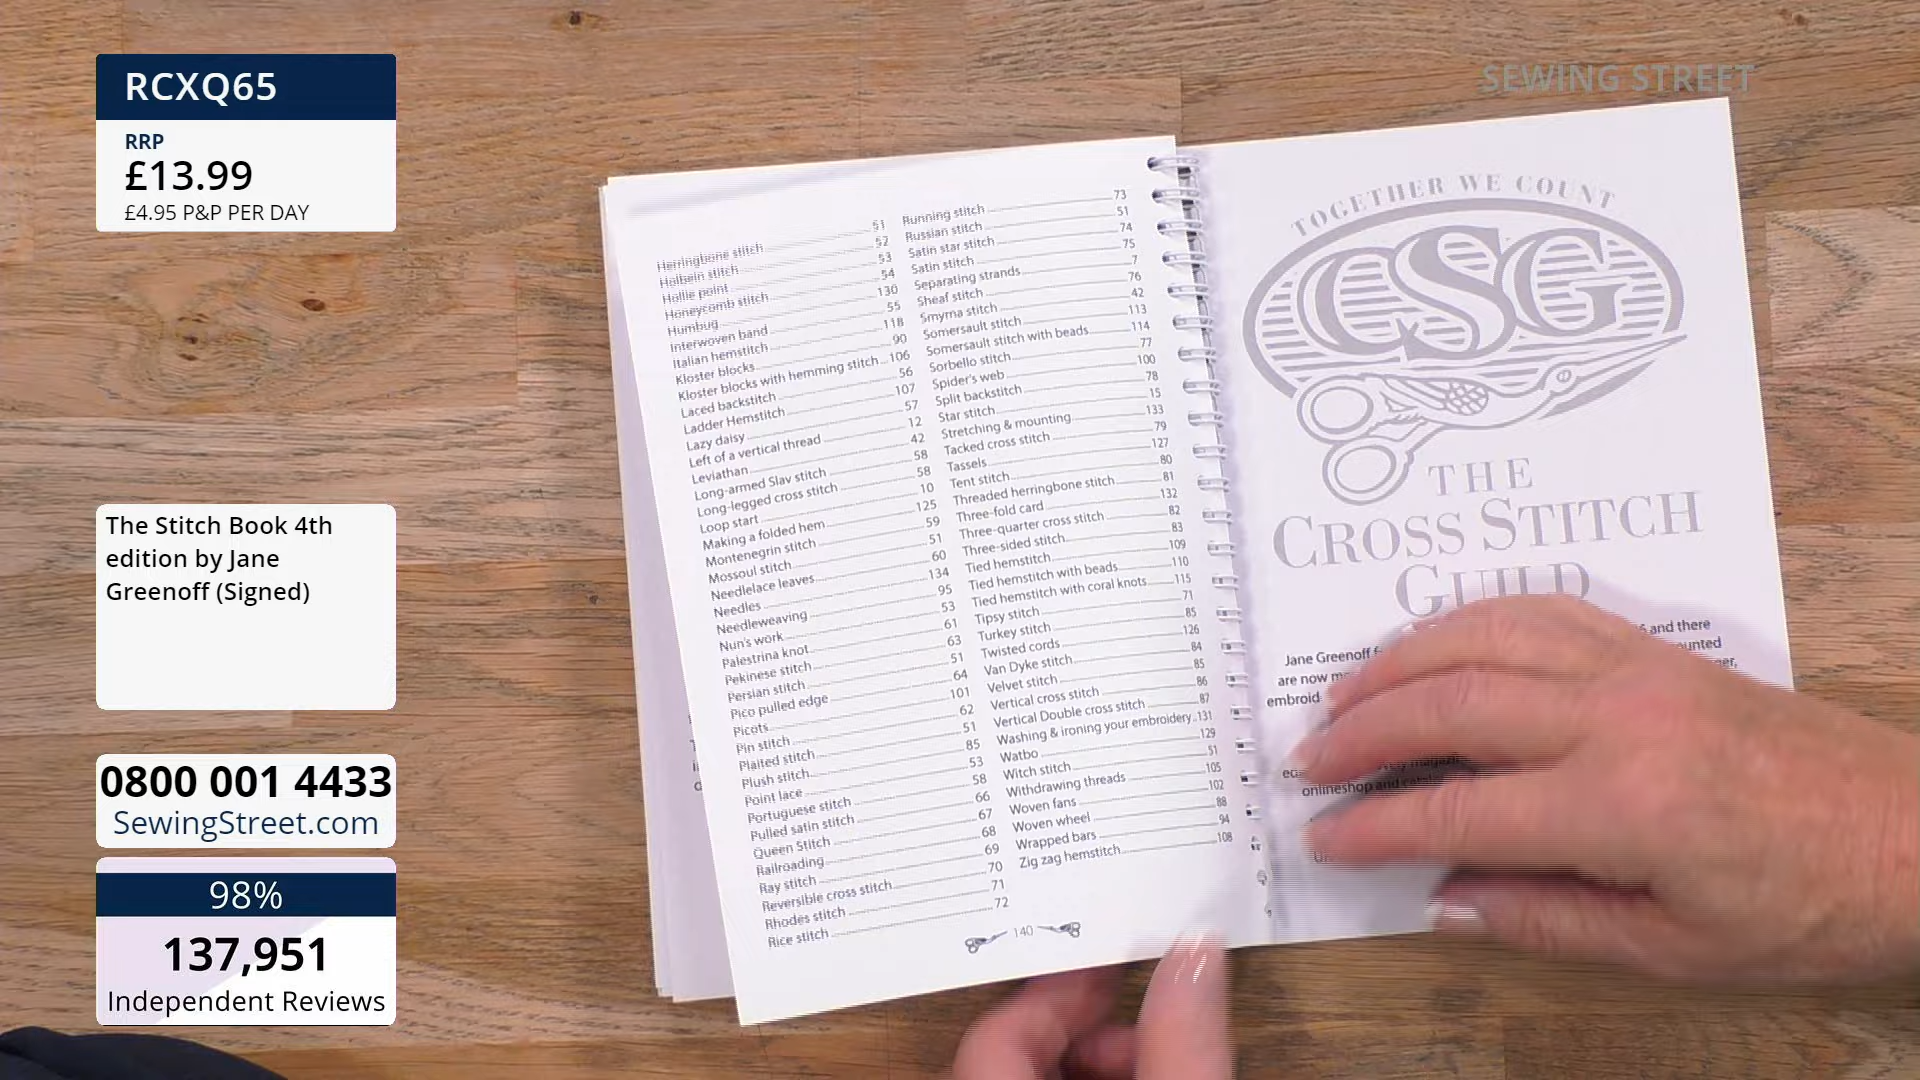 RCXQ65
RRP
£13.99
£4.95 P&P PER DAY
The Stitch Book 4th
edition by Jane
Greenoff (Signed)
0800 001 4433
SewingStreet.com
98%
137,951
Independent Reviews
SEWING STREET
Herringbone stitch 51
Holbein stitch 52
Hollie point 53
Honeycomb stitch 54
Humbug 130
Interwoven band 55
Italian hemstitch 118
Kloster blocks 90
Kloster blocks with hemming stitch 106
Laced backstitch 56
Ladder Hemstitch 107
Lazy daisy 57
Left of a vertical thread 12
Leviathan 42
Long-armed Slav stitch 58
Long-legged cross stitch 58
Loop start 10
Making a folded hem 125
Montenegrin stitch 59
Mossoul stitch 51
Needlelace leaves 60
Needles 134
Needleweaving 95
Nun's work 53
Palestrina knot 61
Pekinese stitch 63
Persian stitch 51
Pico pulled edge 64
Picots 101
Pin stitch 62
Plaited stitch 51
Plush stitch 85
Point lace 53
Portuguese stitch 58
Pulled satin stitch 66
Queen Stitch 67
Railroading 68
Ray stitch 69
Reversible cross stitch 70
Rhodes stitch 71
Rice stitch 72
Running stitch 73
Russian stitch 51
Satin star stitch 74
Satin stitch 75
Separating strands 7
Sheaf stitch 76
Smyrna stitch 42
Somersault stitch 113
Somersault stitch with beads 114
Sorbello stitch 77
Spider's web 100
Split backstitch 78
Star stitch 15
Stretching & mounting 133
Tacked cross stitch 79
Tassels 127
Tent stitch 80
Threaded herringbone stitch 81
Three-fold card 132
Three-quarter cross stitch 82
Three-sided stitch 83
Tied hemstitch 109
Tied hemstitch with beads 110
Tied hemstitch with coral knots 115
Tipsy stitch 71
Turkey stitch 85
Twisted cords 126
Van Dyke stitch 84
Velvet stitch 85
Vertical cross stitch 86
Vertical Double cross stitch 87
Washing & ironing your embroidery 131
Watbo 129
Witch stitch 51
Withdrawing threads 105
Woven fans 102
Woven wheel 88
Wrapped bars 94
Zig zag hemstitch 108
140
TOGETHER WE COUNT
CSG
THE
CROSS STITCH
GUILD
Jane Greenoff and there
are now
embroid
onlineshop and